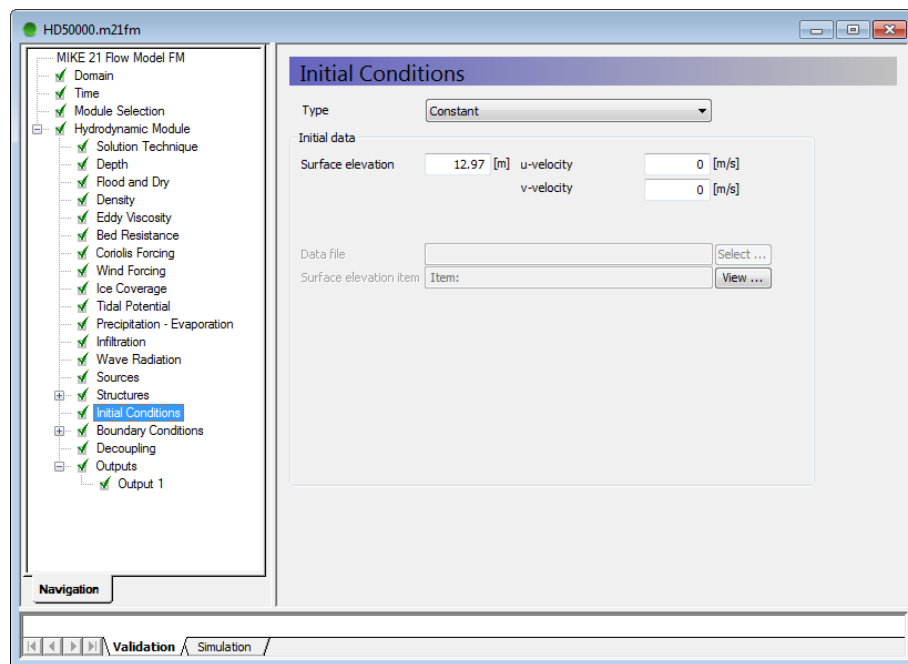 HD50000.m21fm
MIKE 21 Flow Model FM
Domain
Time
Module Selection
Hydrodynamic Module
Solution Technique
Depth
Flood and Dry
Density
Eddy Viscosity
Bed Resistance
Coriolis Forcing
Wind Forcing
Ice Coverage
Tidal Potential
Precipitation - Evaporation
Infiltration
Wave Radiation
Sources
Structures
Initial Conditions
Boundary Conditions
Decoupling
Outputs
Output 1
Navigation
Initial Conditions
Type Constant
Initial data
Surface elevation 12.97 [m] u-velocity 0 [m/s]
v-velocity 0 [m/s]
Data file Select ...
Surface elevation item Item: View ...
Validation Simulation